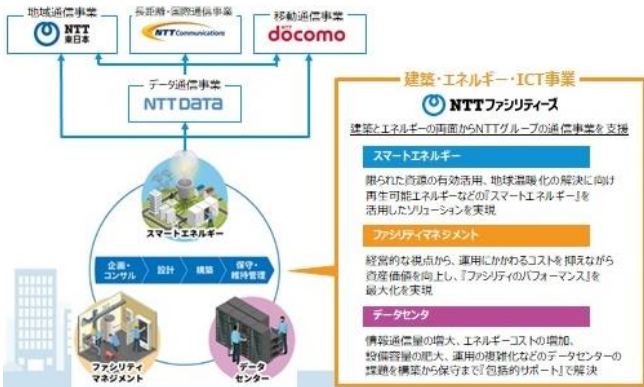 地域通信事業
NTT
東日本
長距離・国際通信事業
NTT Communications
移動通信事業
NTT
döcomo
データ通信事業
NTT DATA
スマートエネルギー
企画・
コンサル
設計
構築
保守・
維持管理
ファシリティ
マネジメント
データ
センター
建築・エネルギー・ICT事業
NTTファシリティーズ
建築とエネルギーの両面からNTTグループの通信事業を支援
スマートエネルギー
限られた資源の有効活用、地球温暖化の解決に向け
再生可能エネルギーなどの『スマートエネルギー』を
活用したソリューションを実現
ファシリティマネジメント
経営的な視点から、運用にかかわるコストを抑えながら
資産価値を向上し、『ファシリティのパフォーマンス』を
最大化を実現
データセンタ
情報通信量の増大、エネルギーコストの増加、
設備容量の肥大、運用の複雑化などのデータセンターの
課題を構築から保守まで『包括的サポート』で解決